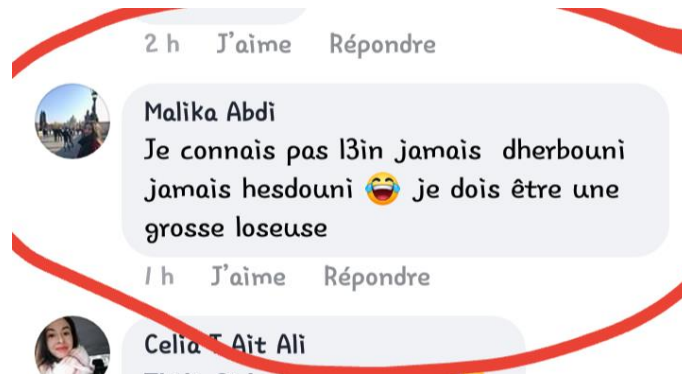 2 h J'aime Répondre
Malika Abdi
Je connais pas l3in jamais dherbouni
jamais hesdouni 😂 je dois être une
grosse loseuse
1 h J'aime Répondre
Celia T Ait Ali